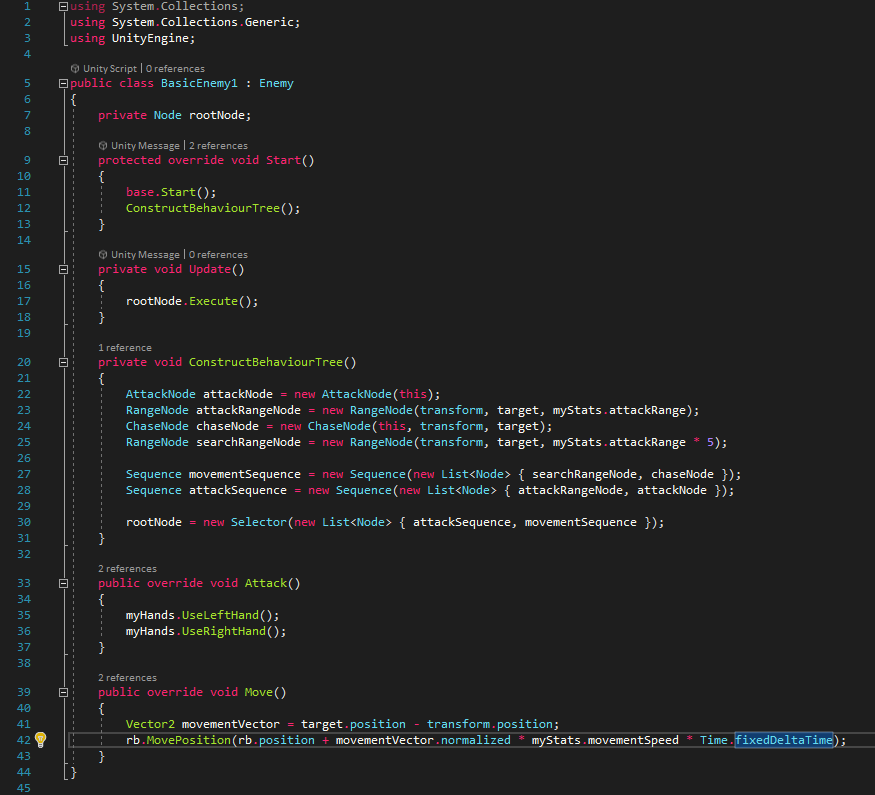 1 using System.Collections;
2 using System.Collections.Generic;
3 using UnityEngine;
4
Unity Script | 0 references
5 public class BasicEnemy1 : Enemy
6 {
7 private Node rootNode;
8
Unity Message | 2 references
9 protected override void Start()
10 {
11 base.Start();
12 ConstructBehaviourTree();
13 }
14
Unity Message | 0 references
15 private void Update()
16 {
17 rootNode.Execute();
18 }
19
1 reference
20 private void ConstructBehaviourTree()
21 {
22 AttackNode attackNode = new AttackNode(this);
23 RangeNode attackRangeNode = new RangeNode(transform, target, myStats.attackRange);
24 ChaseNode chaseNode = new ChaseNode(this, transform, target);
25 RangeNode searchRangeNode = new RangeNode(transform, target, myStats.attackRange * 5);
26
27 Sequence movementSequence = new Sequence(new List<Node> { searchRangeNode, chaseNode });
28 Sequence attackSequence = new Sequence(new List<Node> { attackRangeNode, attackNode });
29
30 rootNode = new Selector(new List<Node> { attackSequence, movementSequence });
31 }
32
2 references
33 public override void Attack()
34 {
35 myHands.UseLeftHand();
36 myHands.UseRightHand();
37 }
38
2 references
39 public override void Move()
40 {
41 Vector2 movementVector = target.position - transform.position;
42 rb.MovePosition(rb.position + movementVector.normalized * myStats.movementSpeed * Time.fixedDeltaTime);
43 }
44 }
45